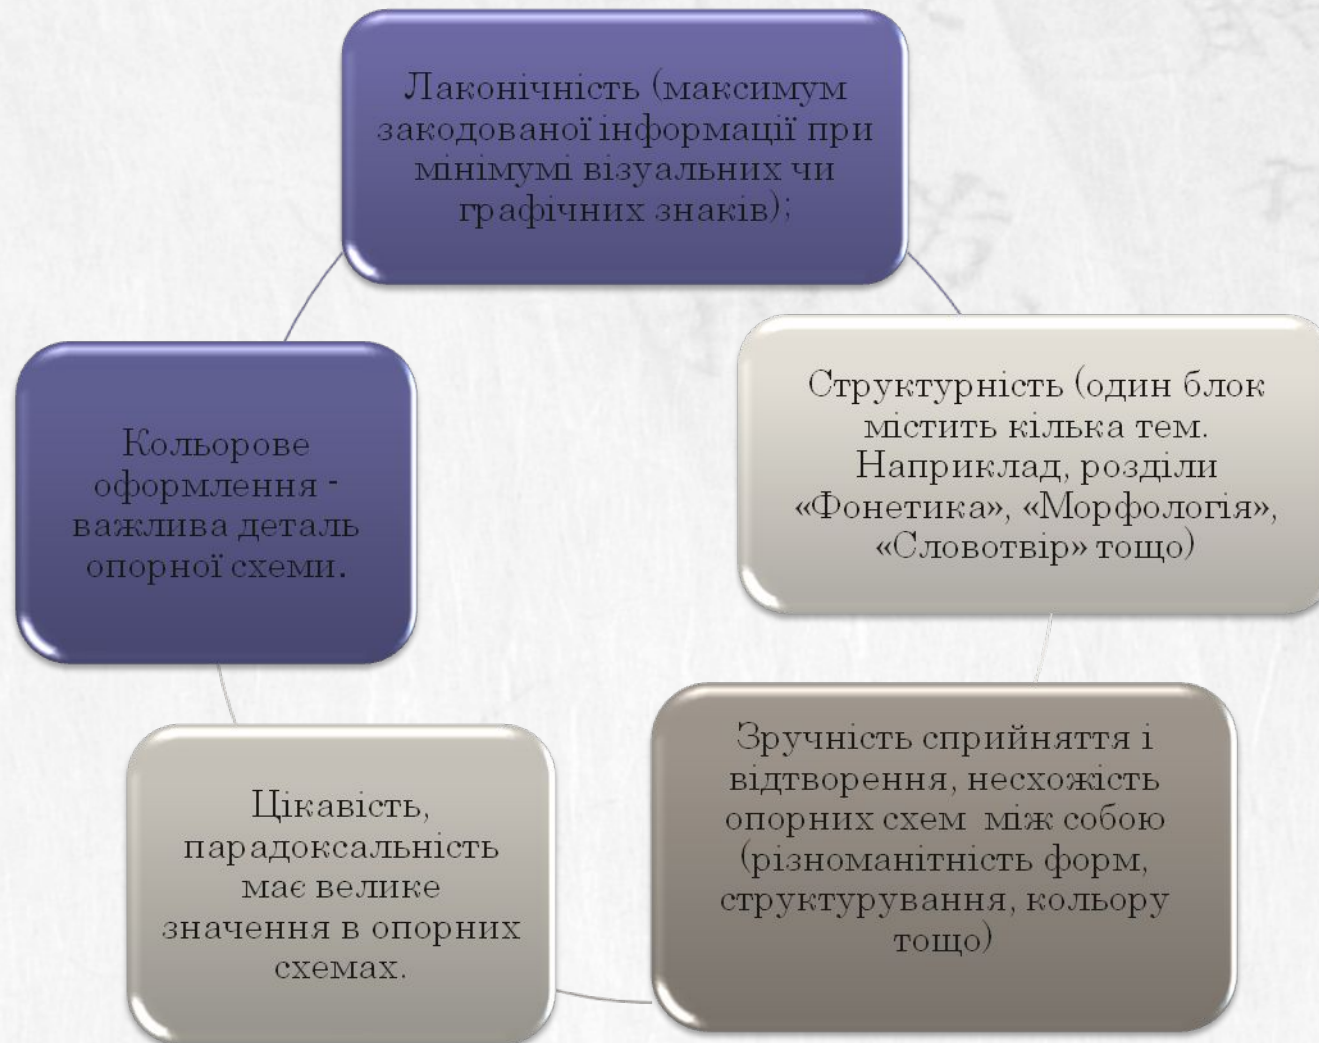 Лаконічність (максимум
закодованої інформації при
мінімумі візуальних чи
графічних знаків);
Структурність (один блок
містить кілька тем.
Наприклад, розділи
«Фонетика», «Морфологія»,
«Словотвір» тощо)
Зручність сприйняття і
відтворення, несхожість
опорних схем між собою
(різноманітність форм,
структурування, кольору
тощо)
Цікавість,
парадоксальність
має велике
значення в опорних
схемах.
Кольорове
оформлення -
важлива деталь
опорної схеми.